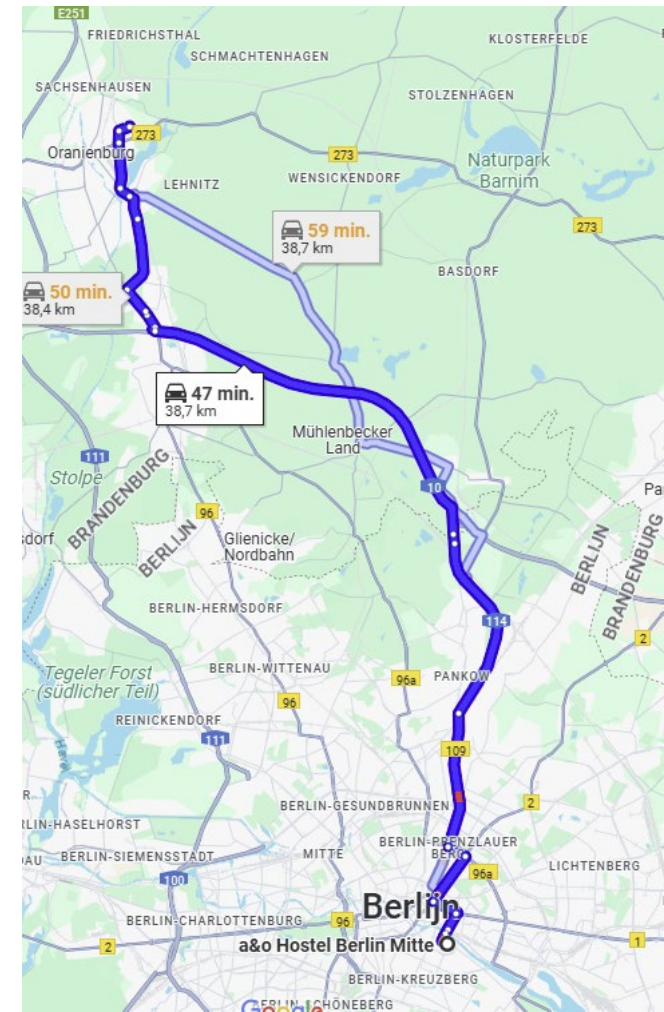 E251
FRIEDRICHSTHAL
KLOSTERFELDE
SCHMACHTENHAGEN
SACHSENHAUSEN
STOLZENHAGEN
273
Oranienburg
273
Naturpark
Barnim
LEHNITZ
WENSICKENDORF
59 min.
38,7 km
273
BASDORF
50 min.
38,4 km
47 min.
38,7 km
Mühlenbecker
Land
111
10
Stolpe
BRANDENBURG
BERLIJN
96
Glienicke/
Nordbahn
BERLIJN
BRANDENBURG
BERLIN-HERMSDORF
114
2
Tegeler Forst
(südlicher Teil)
BERLIN-WITTENAU
96a
PANKOW
96
REINICKENDORF
111
109
BERLIN-GESUNDBRUNNEN
2
BERLIN-PRENZLAUER
BERG
MITTE
BERLIN-SIEMENSSTADT
96a
LICHTENBERG
100
Berlijn
BERLIN-CHARLOTTENBURG
96
2
a&o Hostel Berlin Mitte
1
BERLIN-KREUZBERG
Google